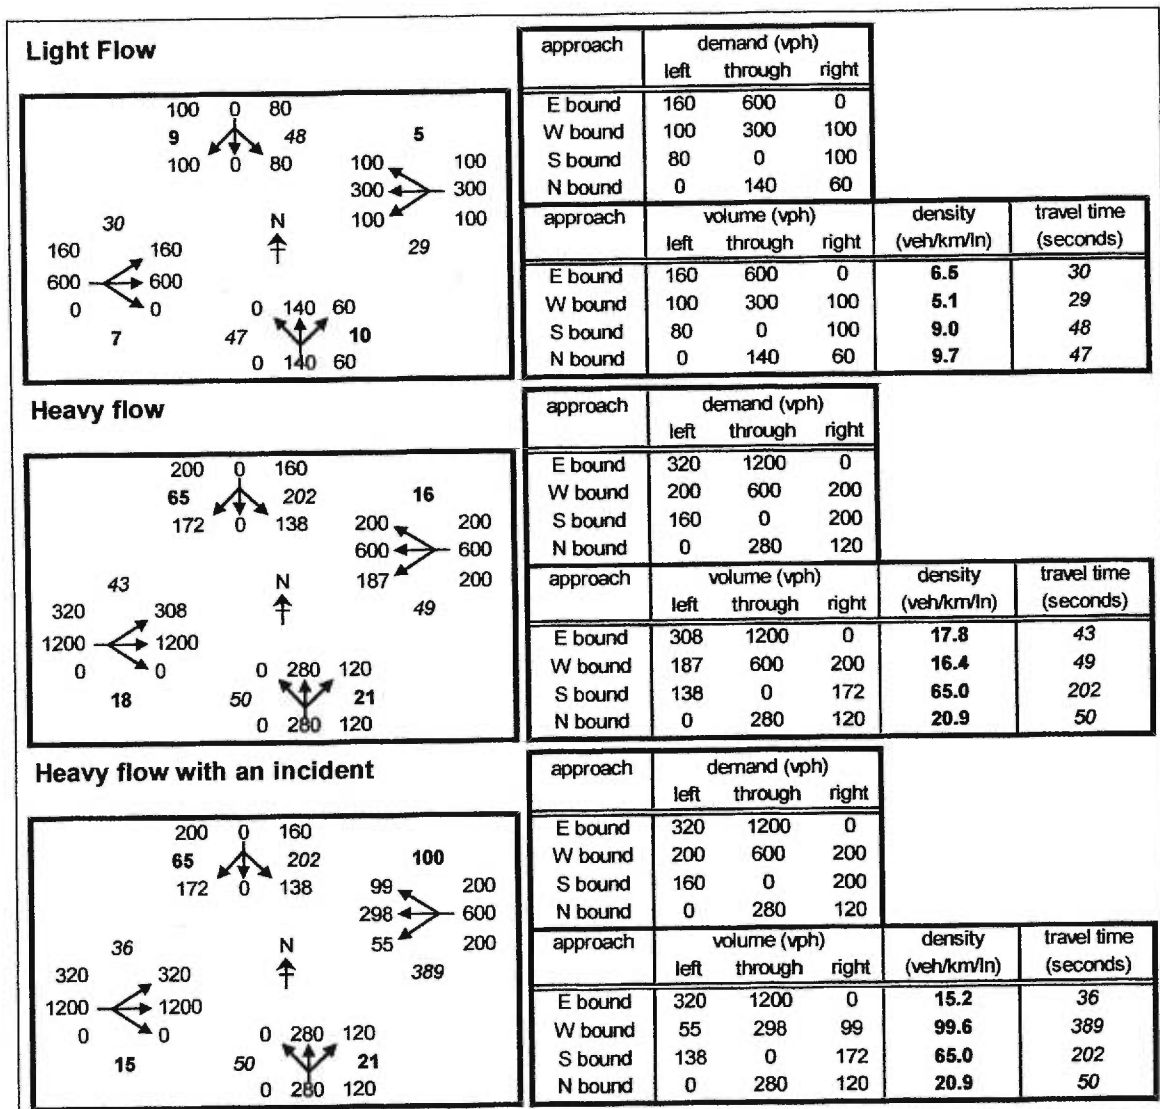 Light Flow
100 0 80
9 48
100 0 80
5
100 100
300 300
100 100
29
30
160 160
600 600
0 0
7
N
0 140 60
47 10
0 140 60
approach demand (vph)
left through right
E bound 160 600 0
W bound 100 300 100
S bound 80 0 100
N bound 0 140 60
approach volume (vph) density travel time
left through right (veh/km/ln) (seconds)
E bound 160 600 0 6.5 30
W bound 100 300 100 5.1 29
S bound 80 0 100 9.0 48
N bound 0 140 60 9.7 47
Heavy flow
200 0 160
65 202
172 0 138
16
200 200
600 600
187 200
49
43
320 308
1200 1200
0 0
18
N
0 280 120
50 21
0 280 120
approach demand (vph)
left through right
E bound 320 1200 0
W bound 200 600 200
S bound 160 0 200
N bound 0 280 120
approach volume (vph) density travel time
left through right (veh/km/ln) (seconds)
E bound 308 1200 0 17.8 43
W bound 187 600 200 16.4 49
S bound 138 0 172 65.0 202
N bound 0 280 120 20.9 50
Heavy flow with an incident
200 0 160
65 202
172 0 138
100
99 200
298 600
55 200
389
36
320 320
1200 1200
0 0
15
N
0 280 120
50 21
0 280 120
approach demand (vph)
left through right
E bound 320 1200 0
W bound 200 600 200
S bound 160 0 200
N bound 0 280 120
approach volume (vph) density travel time
left through right (veh/km/ln) (seconds)
E bound 320 1200 0 15.2 36
W bound 55 298 99 99.6 389
S bound 138 0 172 65.0 202
N bound 0 280 120 20.9 50